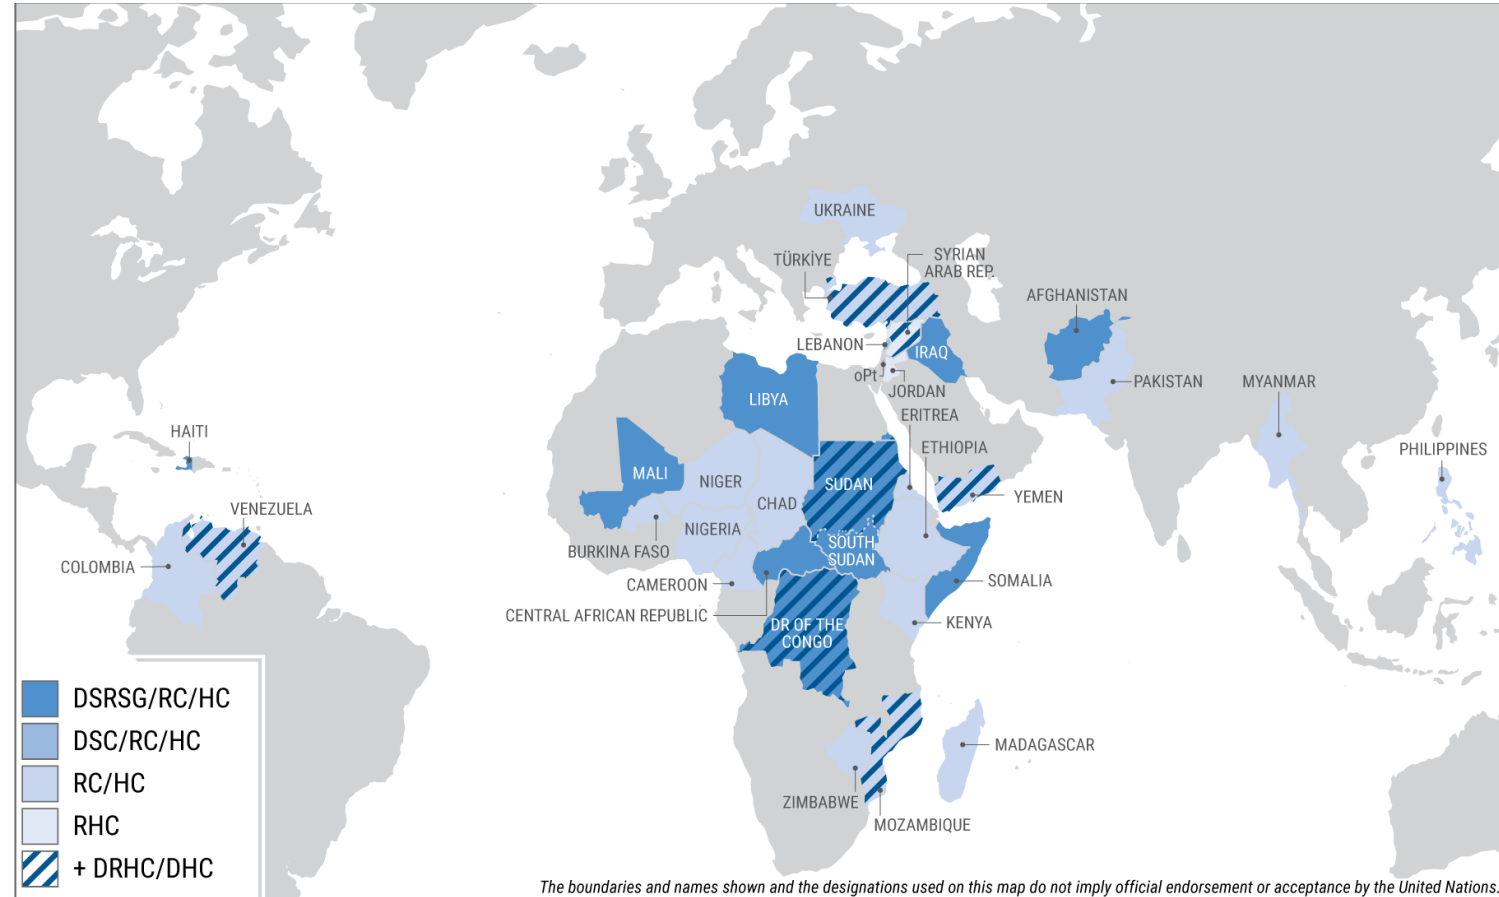 UKRAINE
TÜRKİYE
SYRIAN
ARAB REP.
AFGHANISTAN
LEBANON
IRAQ
oPt
JORDAN
PAKISTAN
MYANMAR
LIBYA
ERITREA
HAITI
ETHIOPIA
PHILIPPINES
MALI
NIGER
SUDAN
CHAD
YEMEN
VENEZUELA
NIGERIA
BURKINA FASO
SOUTH
SUDAN
COLOMBIA
CAMEROON
SOMALIA
CENTRAL AFRICAN REPUBLIC
KENYA
DR OF THE
CONGO
MADAGASCAR
ZIMBABWE
MOZAMBIQUE
DSRSG/RC/HC
DSC/RC/HC
RC/HC
RHC
+ DRHC/DHC
The boundaries and names shown and the designations used on this map do not imply official endorsement or acceptance by the United Nations.